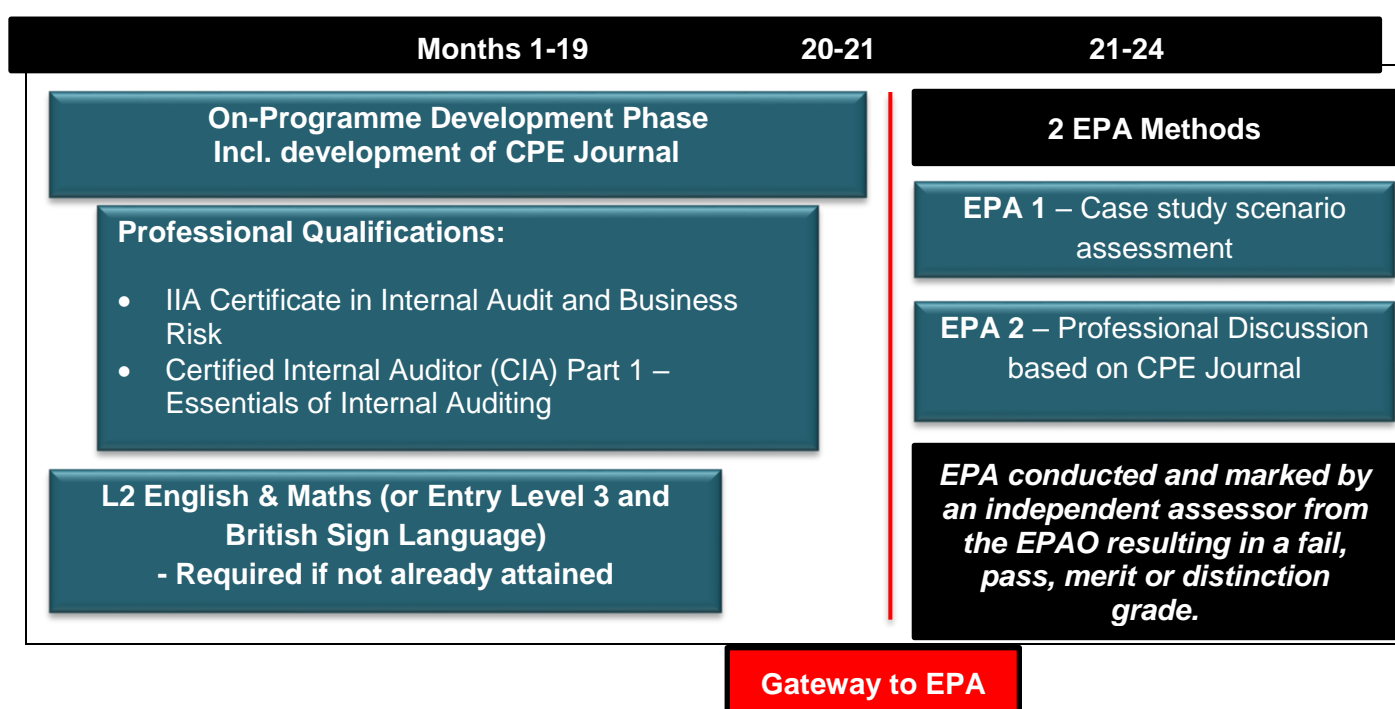 Months 1-19 20-21 21-24
On-Programme Development Phase
Incl. development of CPE Journal
Professional Qualifications:
• IIA Certificate in Internal Audit and Business
Risk
• Certified Internal Auditor (CIA) Part 1 –
Essentials of Internal Auditing
L2 English & Maths (or Entry Level 3 and
British Sign Language)
- Required if not already attained
2 EPA Methods
EPA 1 – Case study scenario
assessment
EPA 2 – Professional Discussion
based on CPE Journal
EPA conducted and marked by
an independent assessor from
the EPAO resulting in a fail,
pass, merit or distinction
grade.
Gateway to EPA